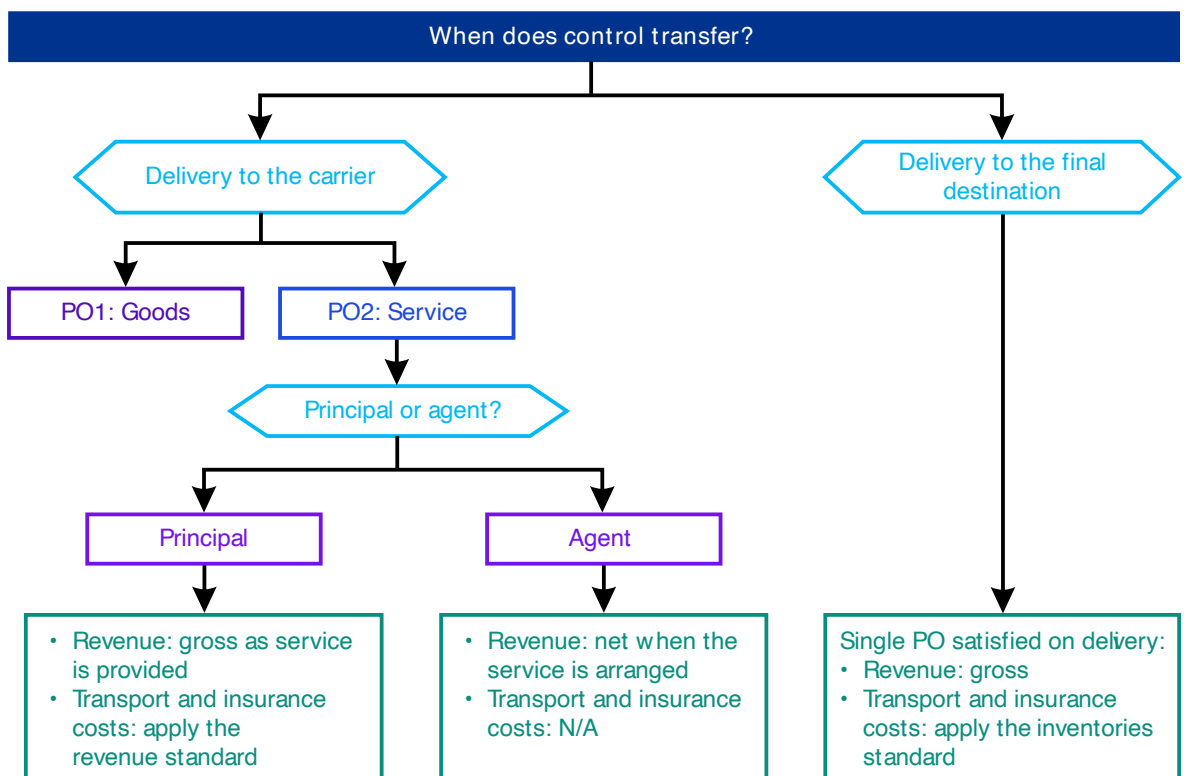 When does control transfer?
Delivery to the carrier
Delivery to the final
destination
PO1: Goods
PO2: Service
Principal or agent?
Principal
Agent
• Revenue: gross as service
is provided
• Transport and insurance
costs: apply the
revenue standard
• Revenue: net when the
service is arranged
• Transport and insurance
costs: N/A
Single PO satisfied on delivery:
• Revenue: gross
• Transport and insurance
costs: apply the inventories
standard